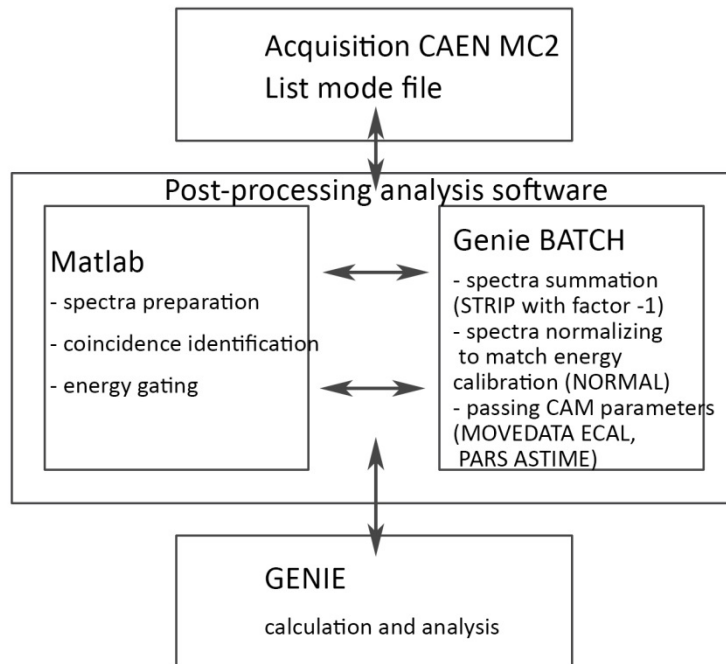 Acquisition CAEN MC2
List mode file
Post-processing analysis software
Matlab
- spectra preparation
- coincidence identification
- energy gating
Genie BATCH
- spectra summation
(STRIP with factor -1)
- spectra normalizing
to match energy
calibration (NORMAL)
- passing CAM parameters
(MOVEDATA ECAL,
PARS ASTIME)
GENIE
calculation and analysis